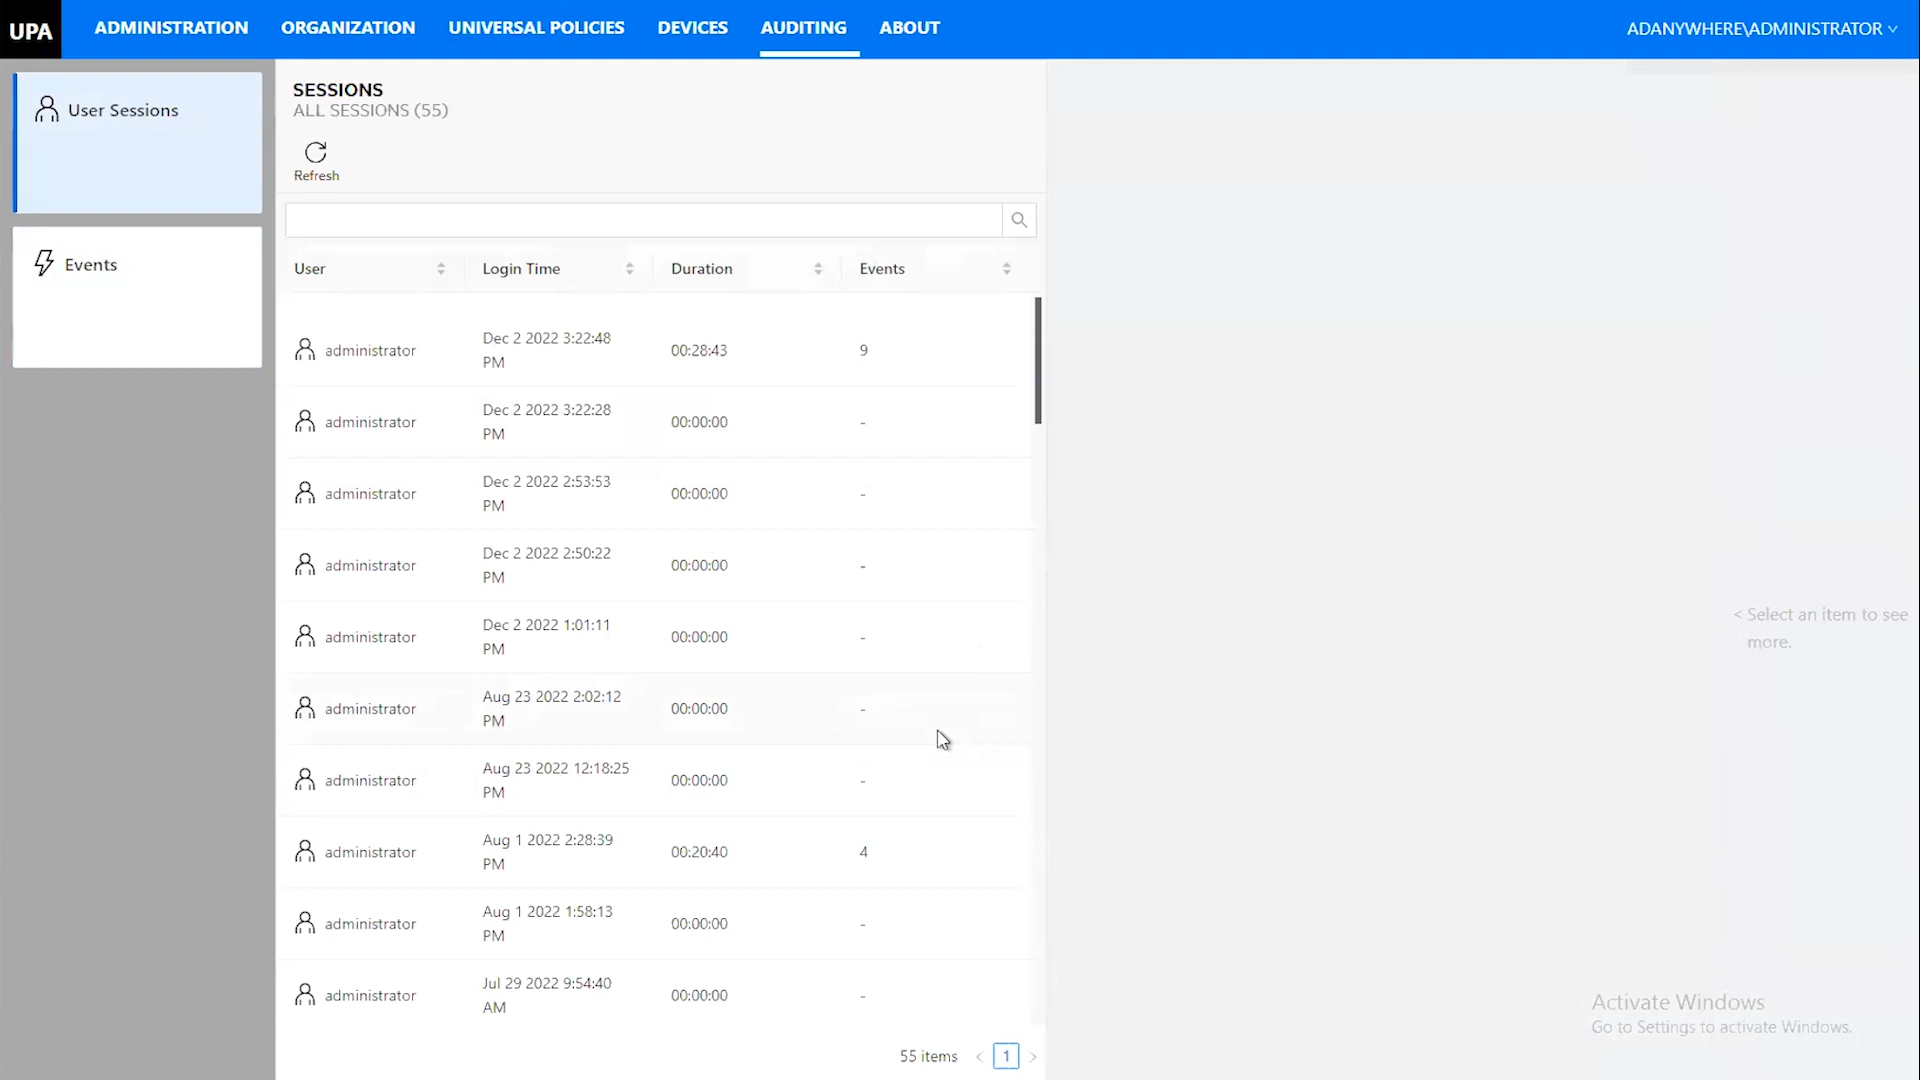 UPA
ADMINISTRATION
ORGANIZATION
UNIVERSAL POLICIES
DEVICES
AUDITING
ABOUT
ADANYWHERE\ADMINISTRATOR
User Sessions
Events
SESSIONS
ALL SESSIONS (55)
Refresh
User
Login Time
Duration
Events
administrator
Dec 2 2022 3:22:48
PM
00:28:43
9
administrator
Dec 2 2022 3:22:28
PM
00:00:00
-
administrator
Dec 2 2022 2:53:53
PM
00:00:00
-
administrator
Dec 2 2022 2:50:22
PM
00:00:00
-
administrator
Dec 2 2022 1:01:11
PM
00:00:00
-
administrator
Aug 23 2022 2:02:12
PM
00:00:00
-
administrator
Aug 23 2022 12:18:25
PM
00:00:00
-
administrator
Aug 1 2022 2:28:39
PM
00:20:40
4
administrator
Aug 1 2022 1:58:13
PM
00:00:00
-
administrator
Jul 29 2022 9:54:40
AM
00:00:00
-
55 items
< 1 >
< Select an item to see
more.
Activate Windows
Go to Settings to activate Windows.